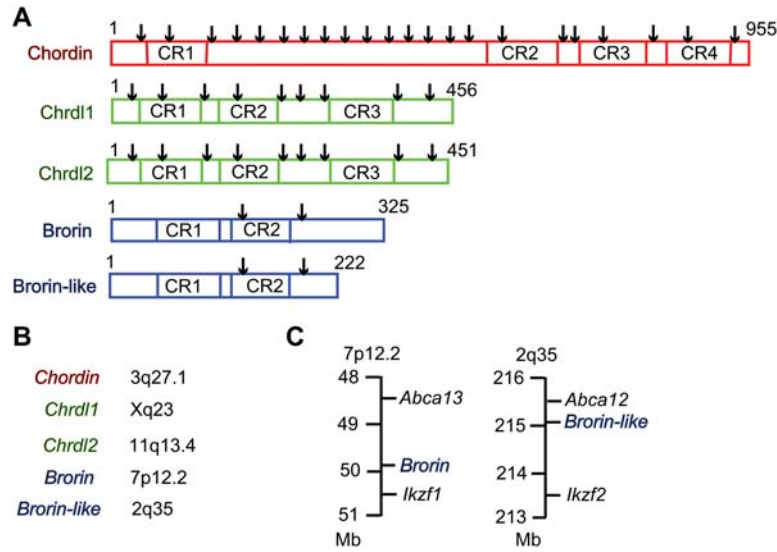 A
1 955
Chordin CR1 CR2 CR3 CR4
1 456
Chrdl1 CR1 CR2 CR3
1 451
Chrdl2 CR1 CR2 CR3
1 325
Brorin CR1 CR2
1 222
Brorin-like CR1 CR2
B
Chordin 3q27.1
Chrdl1 Xq23
Chrdl2 11q13.4
Brorin 7p12.2
Brorin-like 2q35
C
7p12.2
48
Abca13
49
Brorin
50
Ikzf1
51
Mb
2q35
216
Abca12
Brorin-like
215
214
Ikzf2
213
Mb